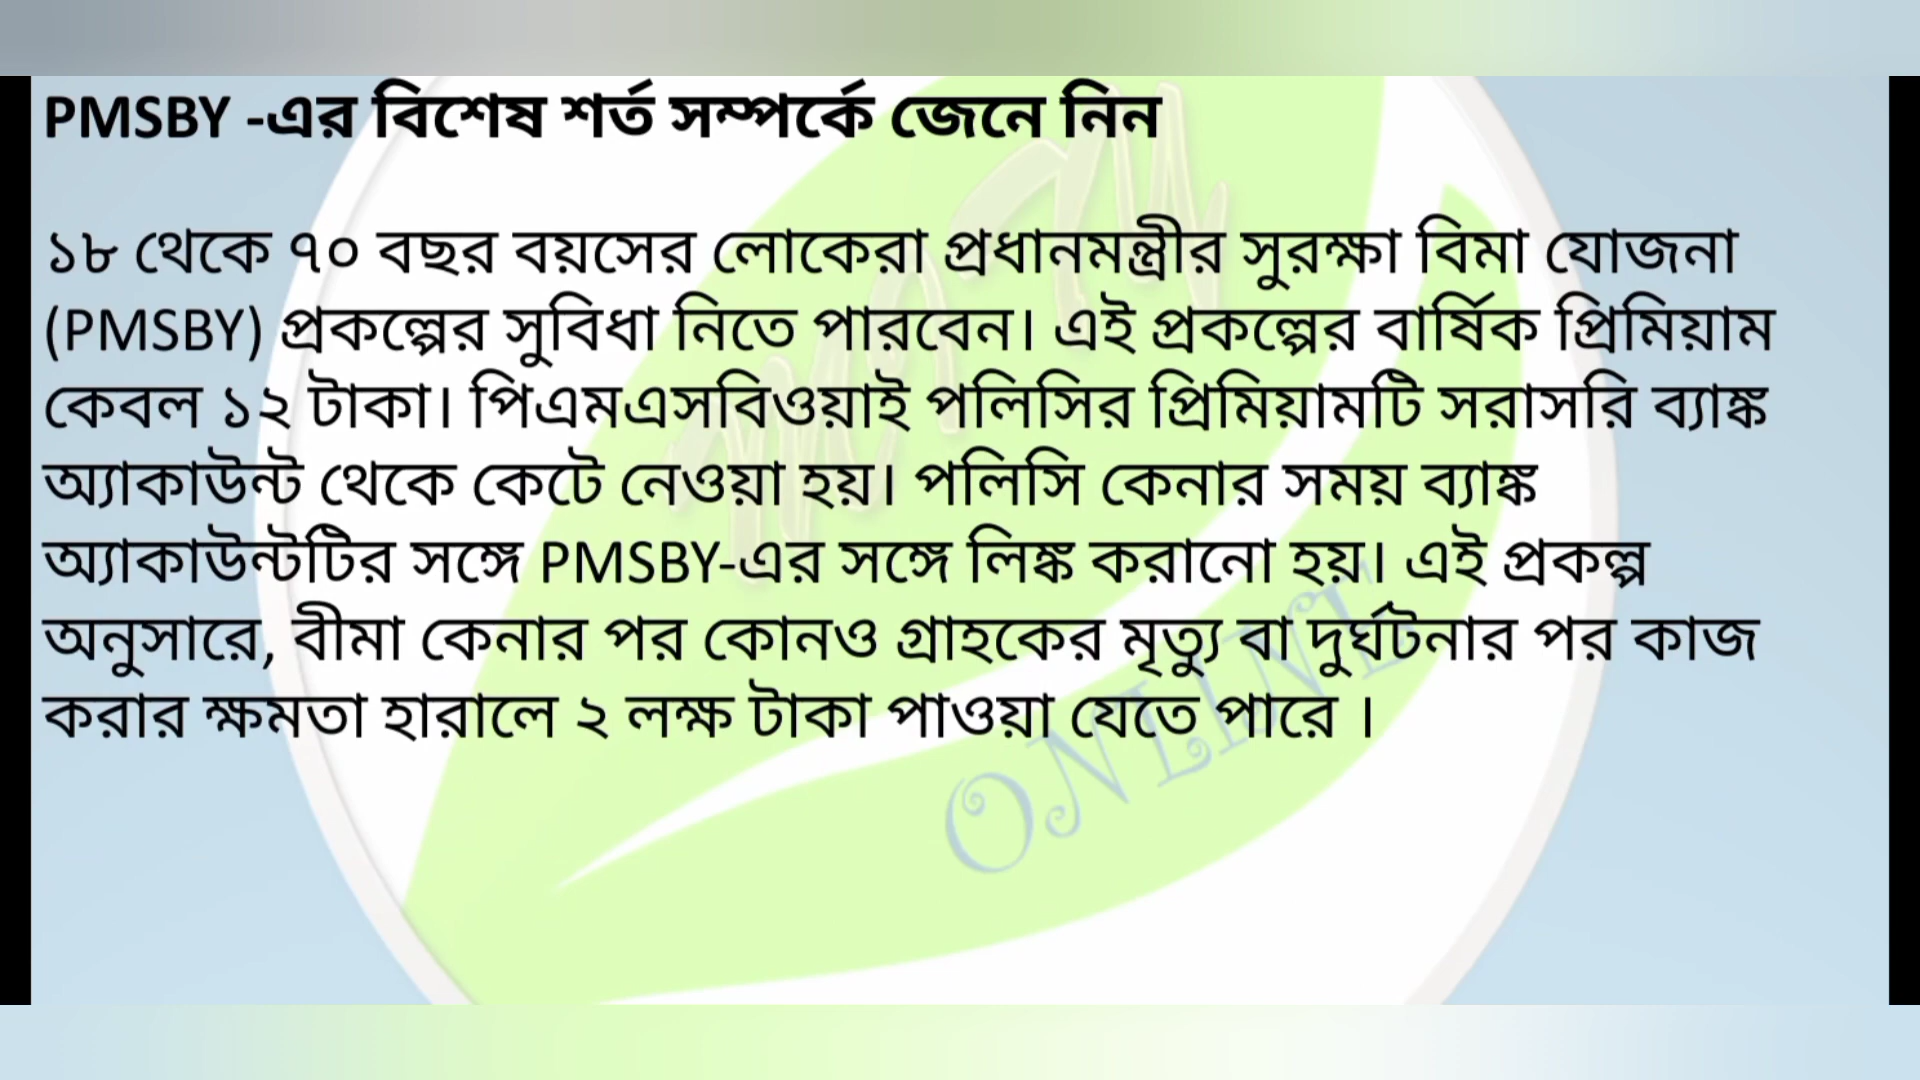 PMSBY -এর বিশেষ শর্ত সম্পর্কে জেনে নিন
১৮ থেকে ৭০ বছর বয়সের লোকেরা প্রধানমন্ত্রীর সুরক্ষা বিমা যোজনা
(PMSBY) প্রকল্পের সুবিধা নিতে পারবেন। এই প্রকল্পের বার্ষিক প্রিমিয়াম
কেবল ১২ টাকা। পিএমএসবিওয়াই পলিসির প্রিমিয়ামটি সরাসরি ব্যাঙ্ক
অ্যাকাউন্ট থেকে কেটে নেওয়া হয়। পলিসি কেনার সময় ব্যাঙ্ক
অ্যাকাউন্টটির সঙ্গে PMSBY-এর সঙ্গে লিঙ্ক করানো হয়। এই প্রকল্প
অনুসারে, বীমা কেনার পর কোনও গ্রাহকের মৃত্যু বা দুর্ঘটনার পর কাজ
করার ক্ষমতা হারালে ২ লক্ষ টাকা পাওয়া যেতে পারে ।
ONLINE